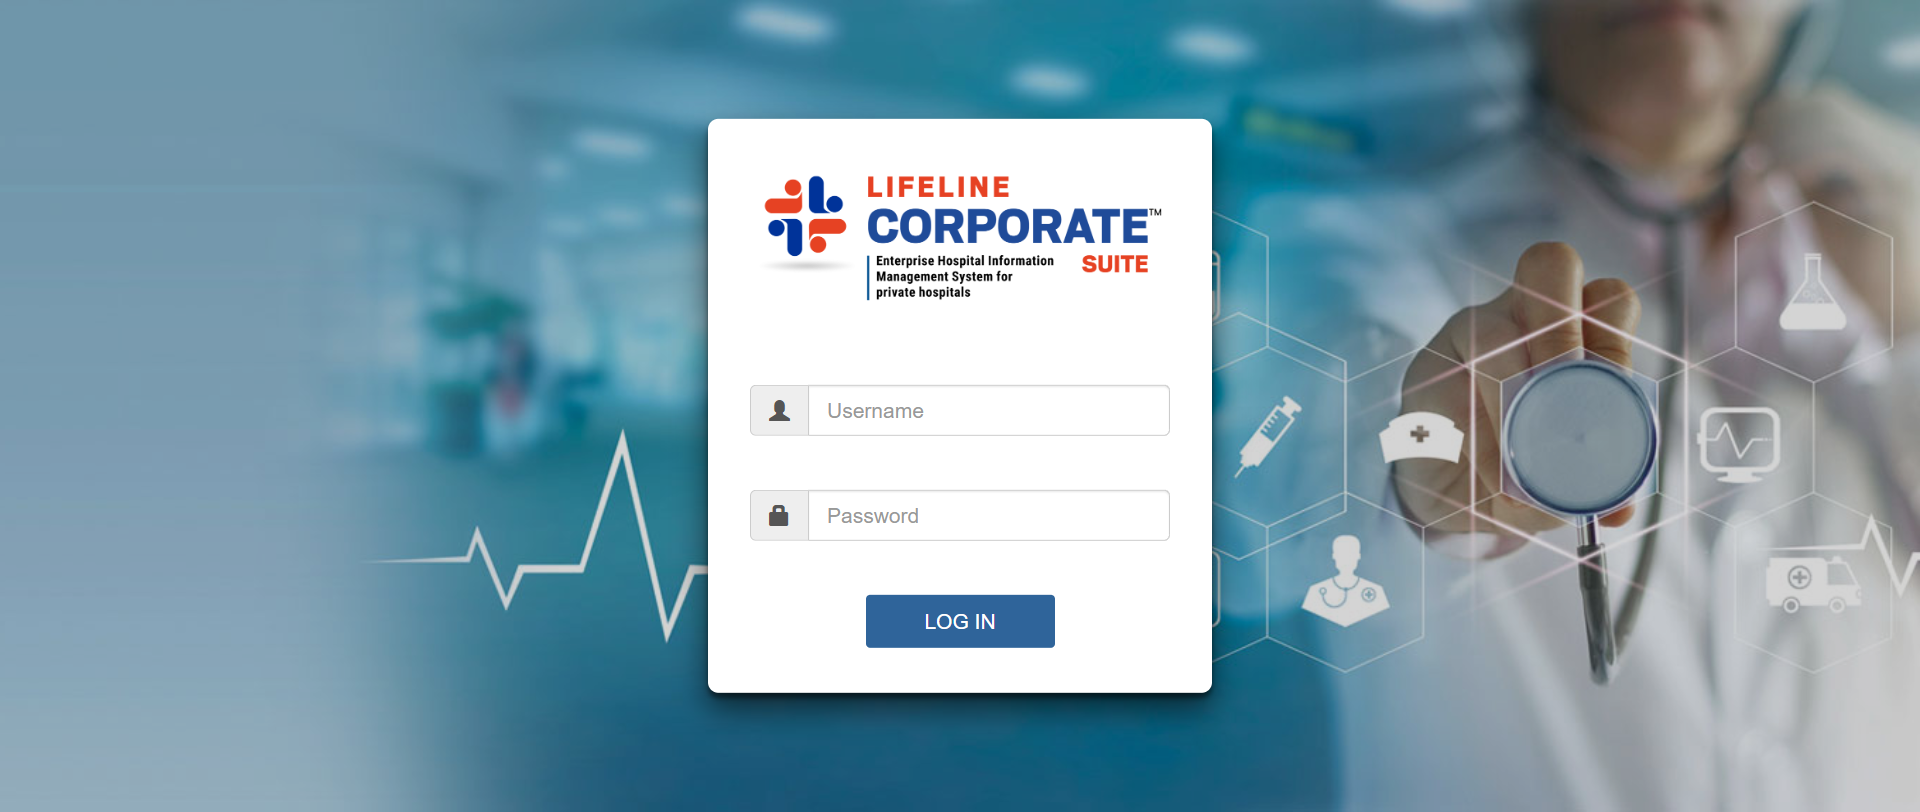 LIFELINE
CORPORATE™
SUITE
Enterprise Hospital Information
Management System for
private hospitals
Username
Password
LOG IN